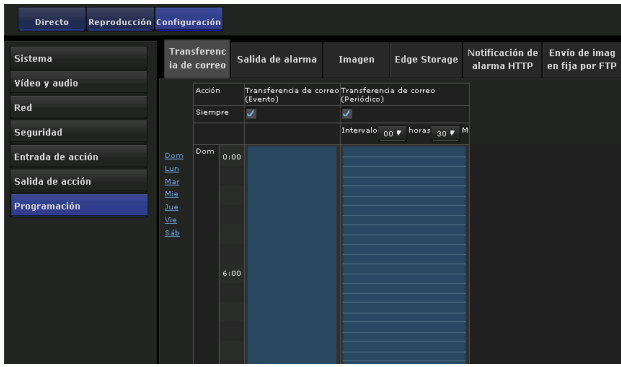 Directo Reproducción Configuración
Sistema
Vídeo y audio
Red
Seguridad
Entrada de acción
Salida de acción
Programación
Transferenc
ia de correo
Salida de alarma
Imagen
Edge Storage
Notificación de
alarma HTTP
Envío de imag
en fija por FTP
Acción
Transferencia de correo
(Evento)
Transferencia de correo
(Periódico)
Siempre
Intervalo 00 horas 30 M
Dom
Lun
Mar
Mie
Jue
Vie
Sáb
Dom
0:00
6:00